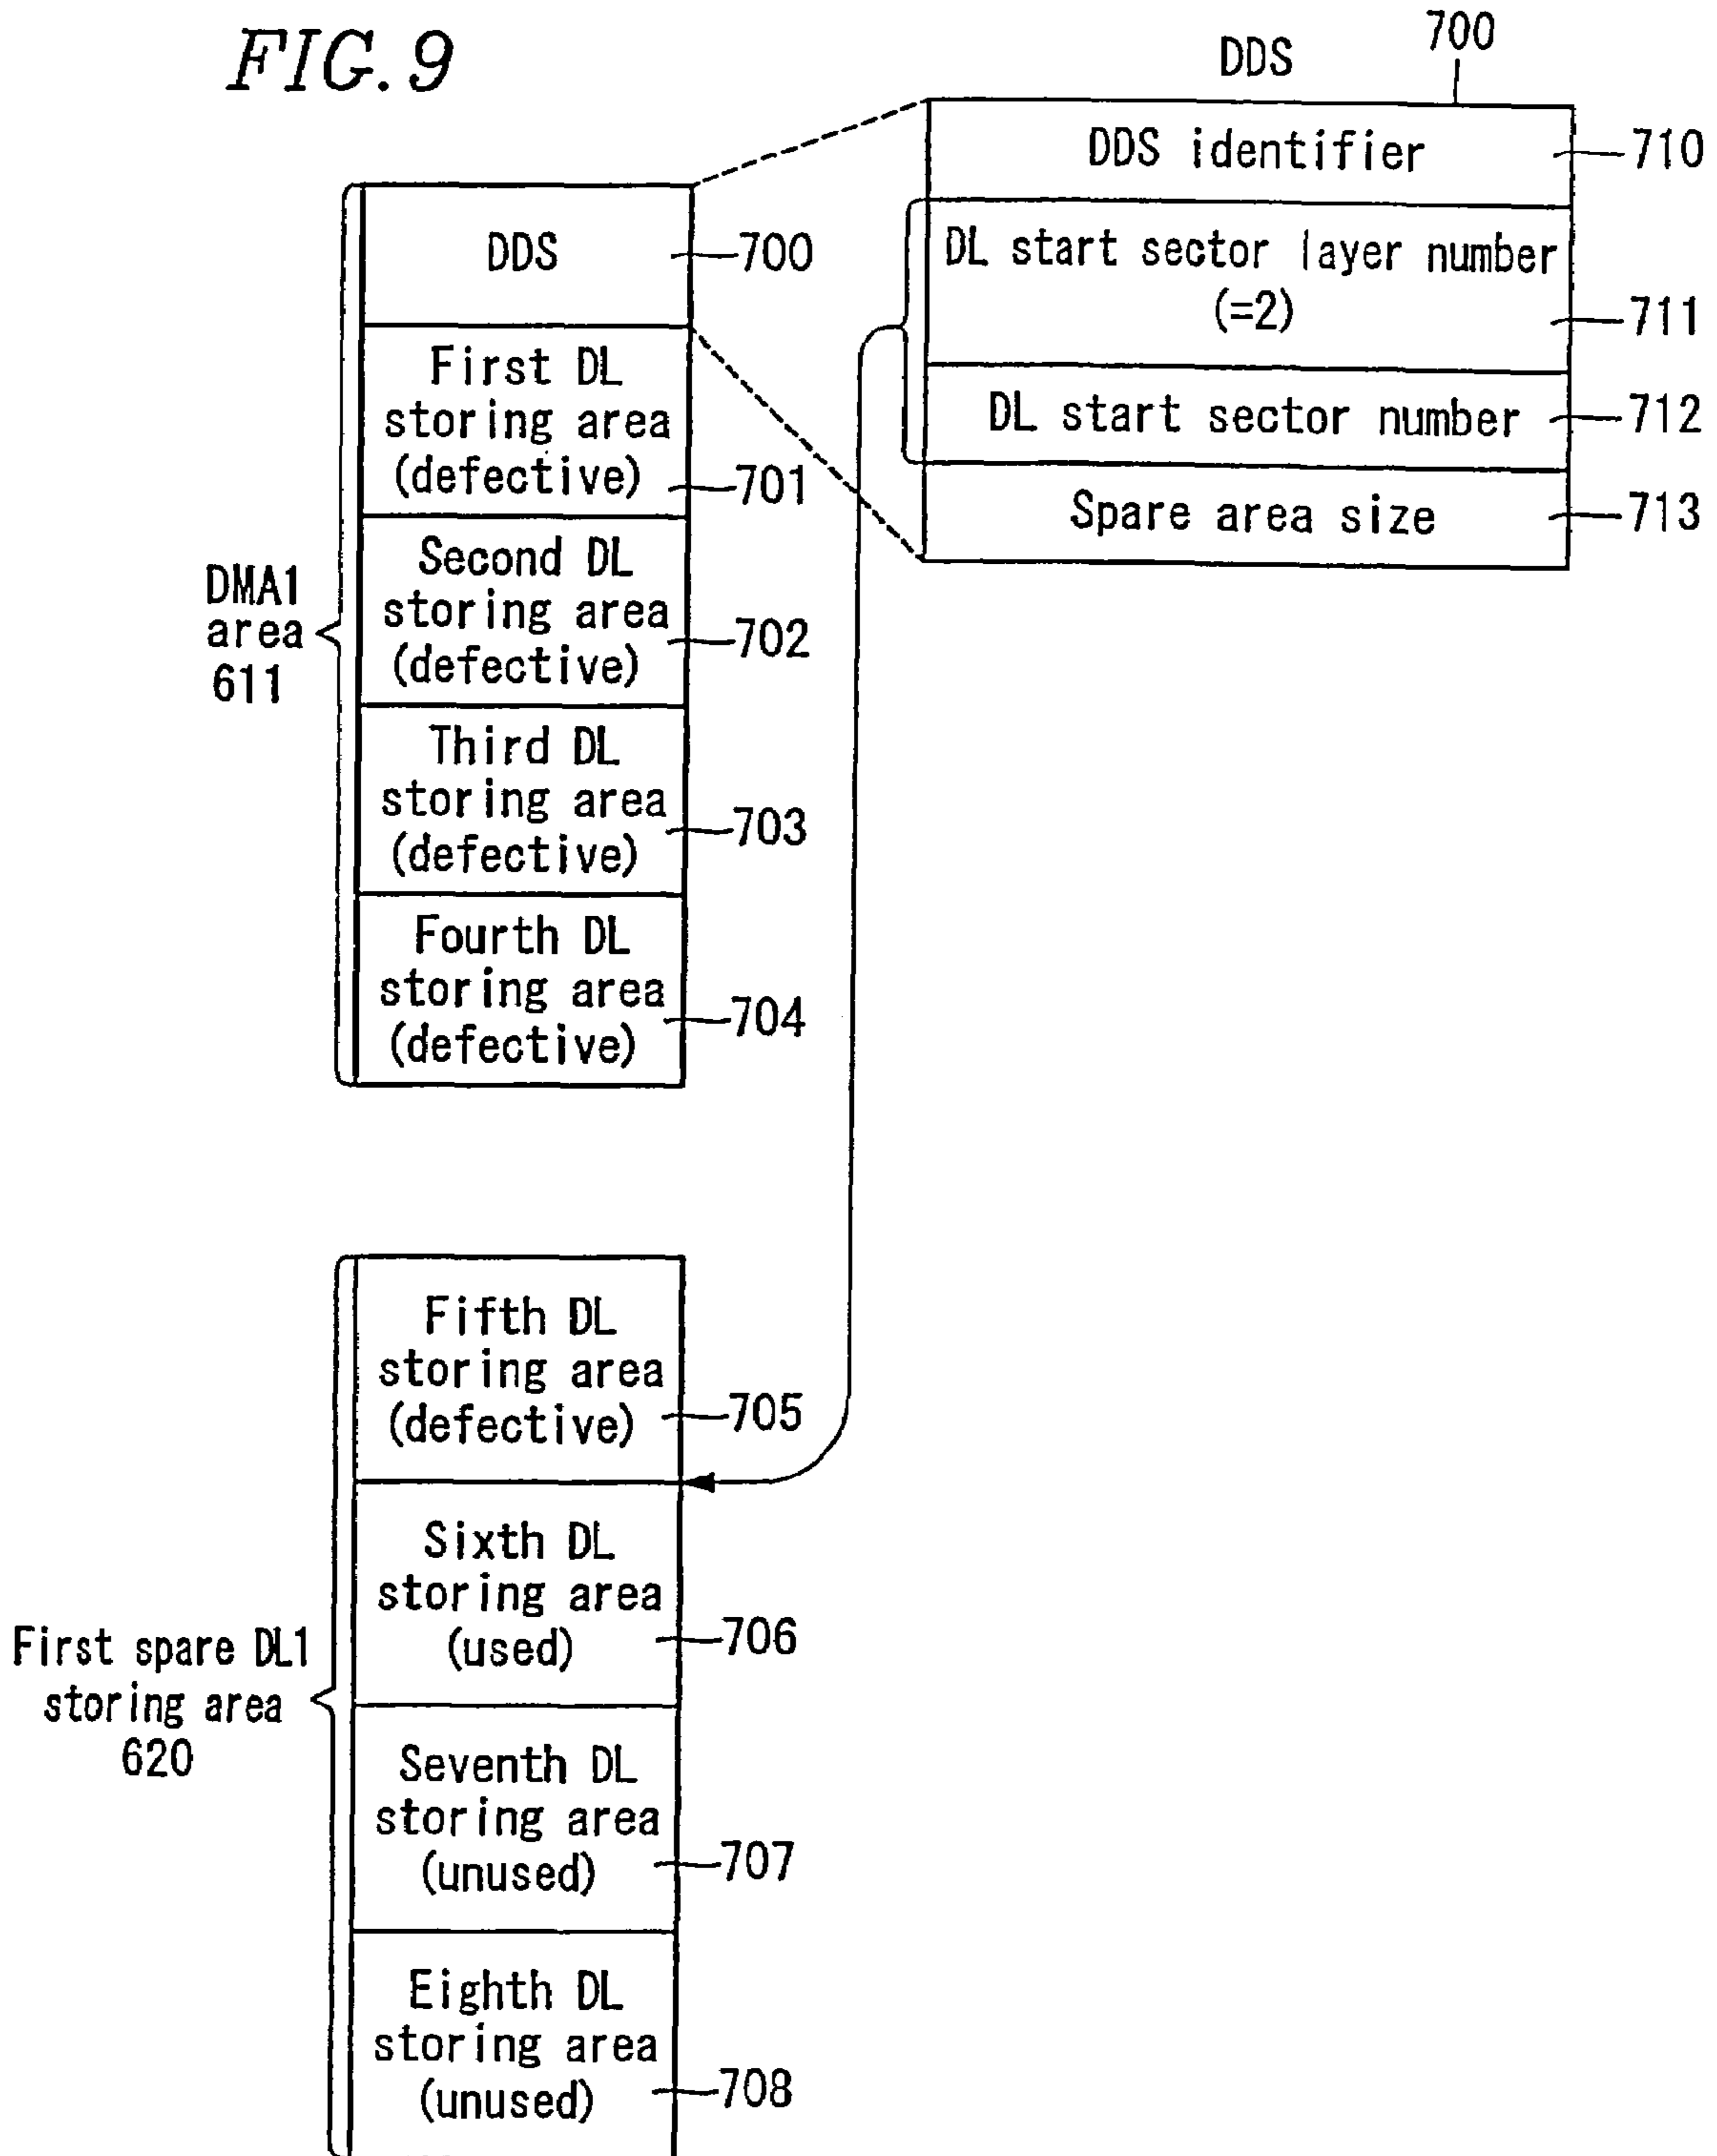 FIG. 9
DDS
700
DDS identifier
710
DL start sector layer number
(=2)
711
DL start sector number
712
Spare area size
713
DDS
700
First DL
storing area
(defective)
701
Second DL
storing area
(defective)
702
Third DL
storing area
(defective)
703
Fourth DL
storing area
(defective)
704
DMA1
area
611
Fifth DL
storing area
(defective)
705
Sixth DL
storing area
(used)
706
Seventh DL
storing area
(unused)
707
Eighth DL
storing area
(unused)
708
First spare DL1
storing area
620